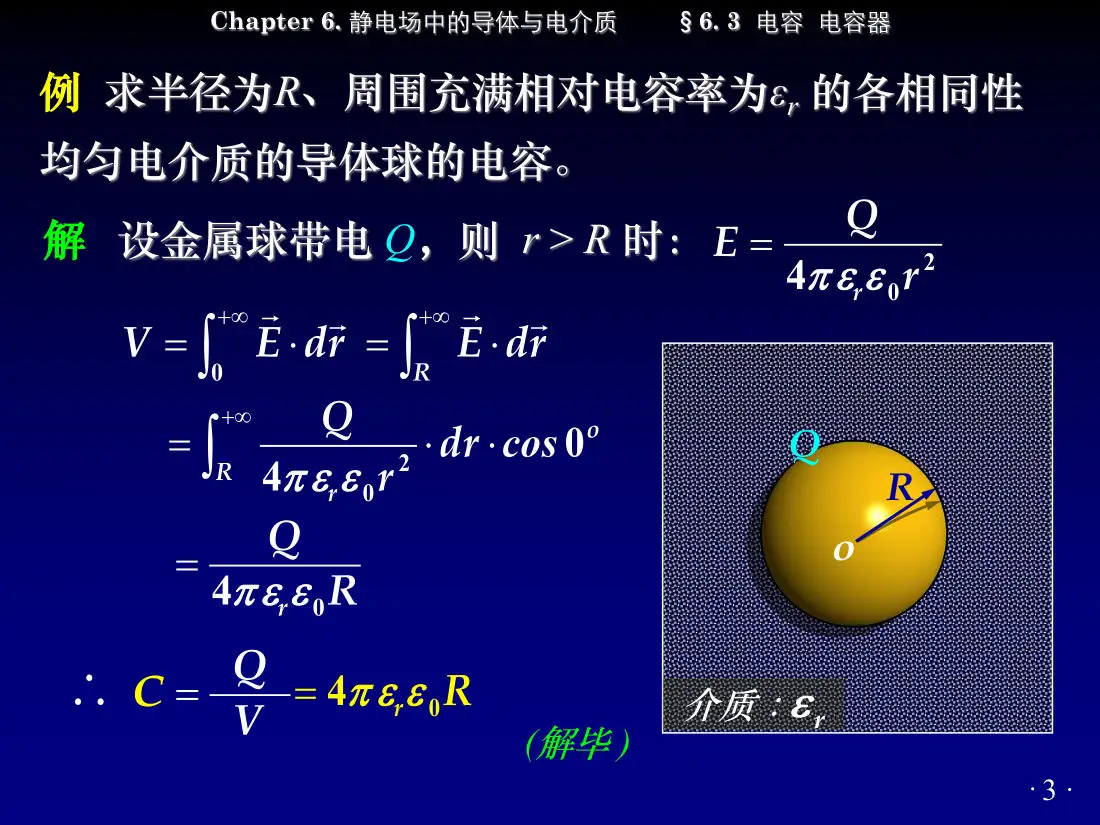 Chapter 6. 静电场中的导体与电介质 §6. 3 电容 电容器
例 求半径为R、周围充满相对电容率为εr 的各相同性
均匀电介质的导体球的电容。
解 设金属球带电 Q，则 r > R 时： E = Q / 4πεrε0r²
V = ∫₀^{+∞} E⃗ · dr⃗ = ∫_R^{+∞} E⃗ · dr⃗
= ∫_R^{+∞} Q / 4πεrε0r² · dr · cos 0°
= Q / 4πεrε0R
∴ C = Q / V = 4πεrε0R
(解毕)
Q
R
o
介质 : εr
· 3 ·